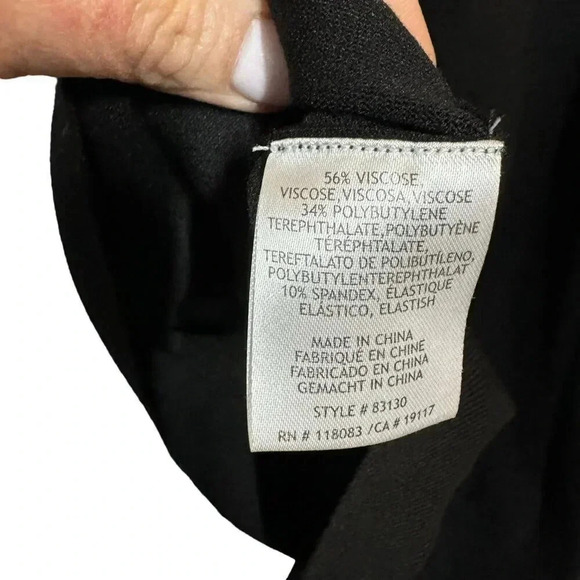 56% VISCOSE,
VISCOSE, VISCOSA, VISCOSE
34% POLYBUTYLENE
TEREPHTHALATE,POLYBUTYÈNE
TÉRÉPHTALATE,
TEREFTALATO DE POLIBUTÍLENO,
POLYBUTYLENTEREPHTHALAT
10% SPANDEX, ÉLASTIQUE
ELÁSTICO, ELASTISH
MADE IN CHINA
FABRIQUÉ EN CHINE
FABRICADO EN CHINA
GEMACHT IN CHINA
STYLE # 83130
RN # 118083 /CA # 19117